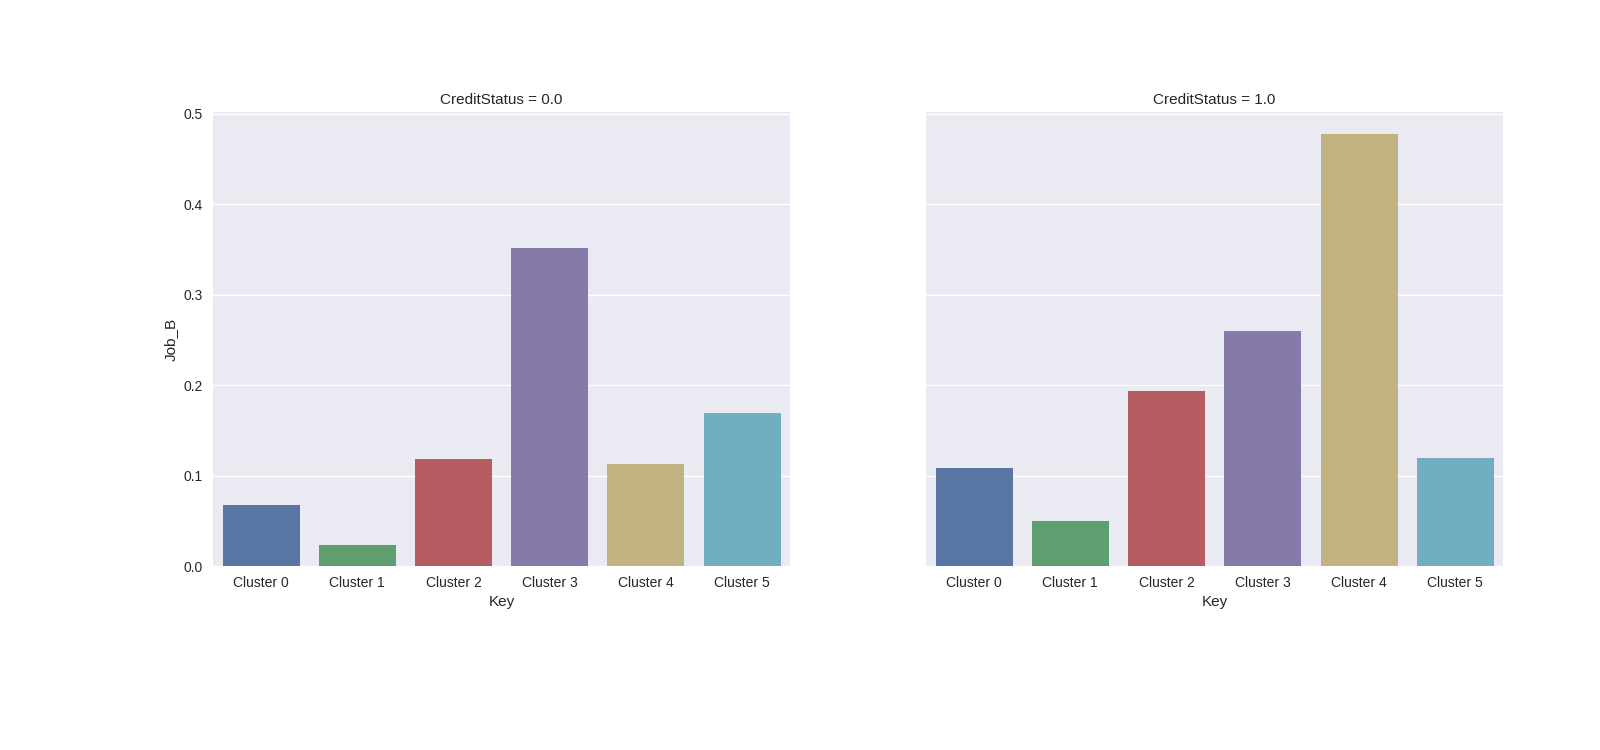 CreditStatus = 0.0
0.5
0.4
0.3
0.2
0.1
0.0
Job_B
Cluster 0 Cluster 1 Cluster 2 Cluster 3 Cluster 4 Cluster 5
Key
CreditStatus = 1.0
Cluster 0 Cluster 1 Cluster 2 Cluster 3 Cluster 4 Cluster 5
Key